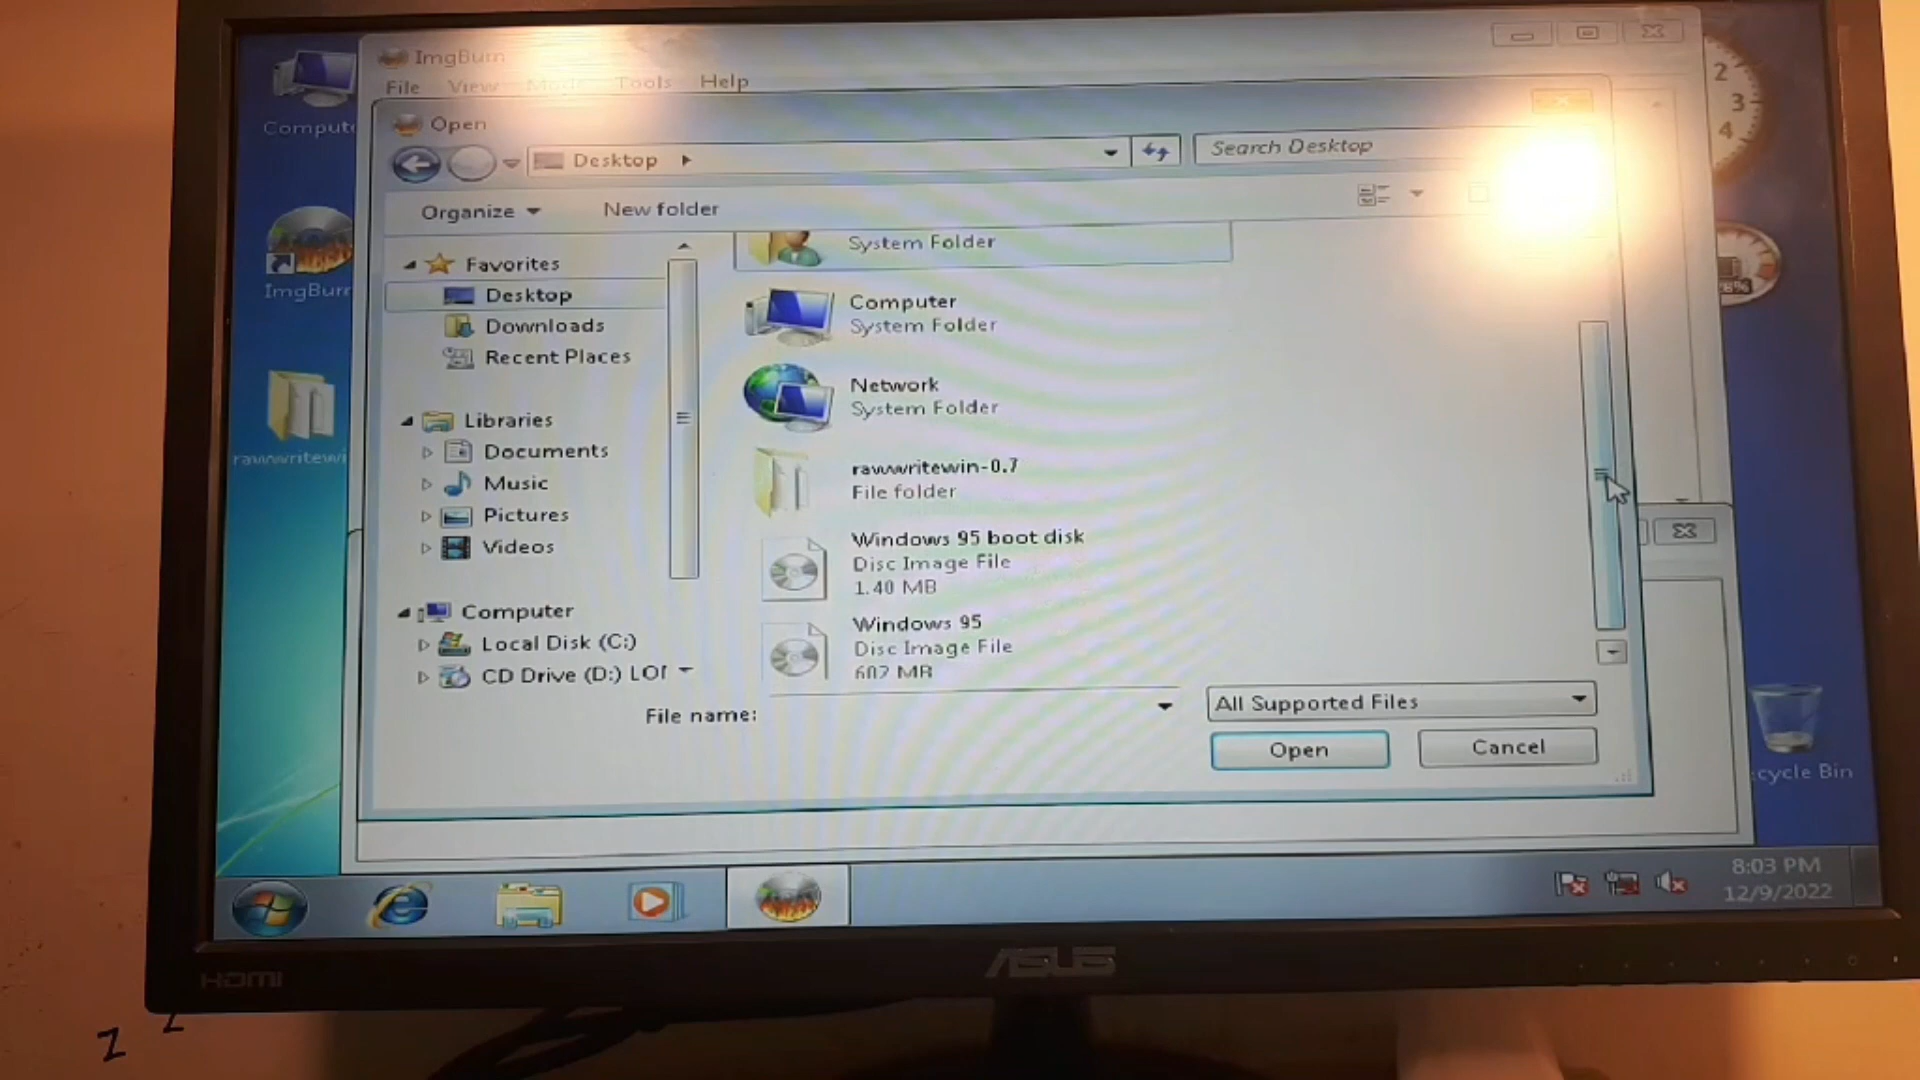 ImgBurn
File View Mode Tools Help
Open
Desktop
Search Desktop
Organize
New folder
Favorites
Desktop
Downloads
Recent Places
Libraries
Documents
Music
Pictures
Videos
Computer
Local Disk (C:)
CD Drive (D:) LO
System Folder
Computer
System Folder
Network
System Folder
rawwritewin-0.7
File folder
Windows 95 boot disk
Disc Image File
1.40 MB
Windows 95
Disc Image File
602 MB
File name:
All Supported Files
Open
Cancel
Compute
ImgBurn
rawwritewi
2
3
4
cycle Bin
8:03 PM
12/9/2022
HDMI
ASUS
z
z